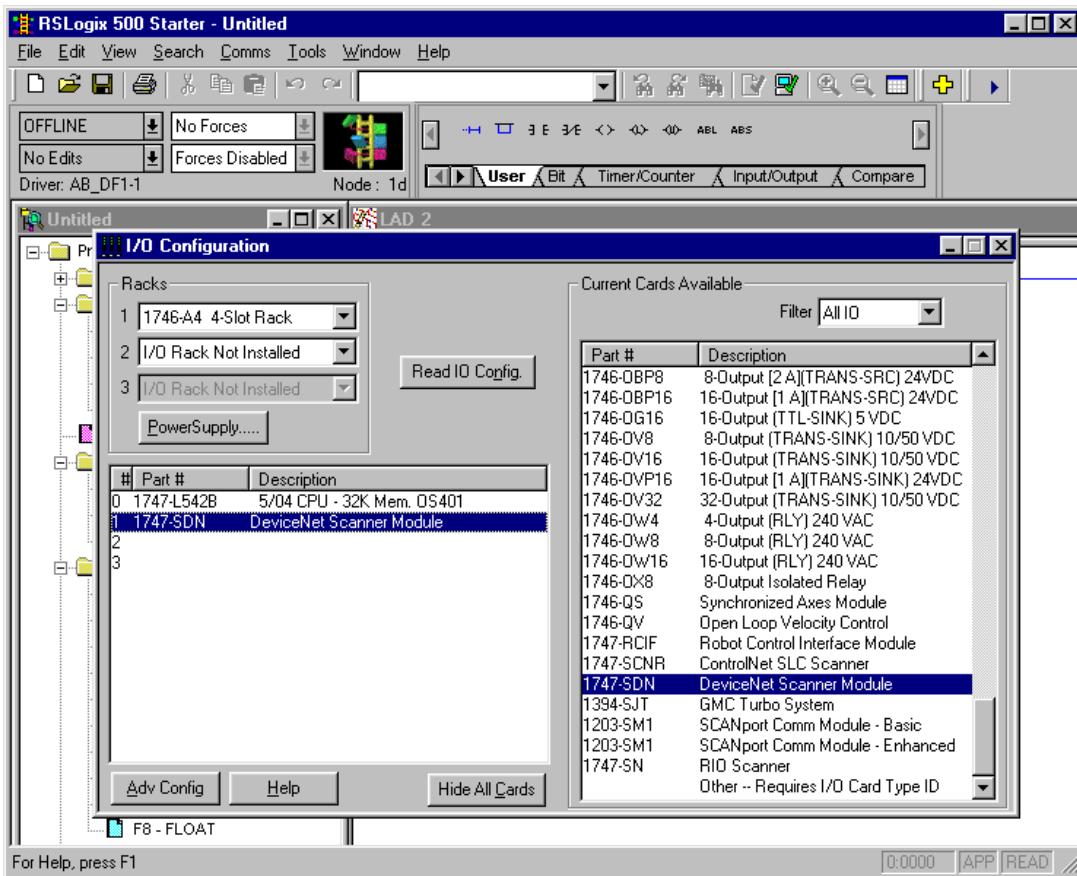 RSLogix 500 Starter - Untitled
File Edit View Search Comms Tools Window Help
OFFLINE No Forces
No Edits Forces Disabled
Driver: AB_DF1-1 Node : 1d
ABL ABS
User Bit Timer/Counter Input/Output Compare
Untitled
LAD 2
Pr
I/O Configuration
Racks
1 1746-A4 4-Slot Rack
2 I/O Rack Not Installed
3 I/O Rack Not Installed
PowerSupply.....
Read IO Config.
# Part # Description
0 1747-L542B 5/04 CPU - 32K Mem. OS401
1 1747-SDN DeviceNet Scanner Module
2
3
Adv Config Help Hide All Cards
Current Cards Available
Filter All IO
Part # Description
1746-OBP8 8-Output [2 A](TRANS-SRC) 24VDC
1746-OBP16 16-Output [1 A](TRANS-SRC) 24VDC
1746-OG16 16-Output (TTL-SINK) 5 VDC
1746-OV8 8-Output (TRANS-SINK) 10/50 VDC
1746-OV16 16-Output (TRANS-SINK) 10/50 VDC
1746-OVP16 16-Output [1 A](TRANS-SINK) 24VDC
1746-OV32 32-Output (TRANS-SINK) 10/50 VDC
1746-OW4 4-Output (RLY) 240 VAC
1746-OW8 8-Output (RLY) 240 VAC
1746-OW16 16-Output (RLY) 240 VAC
1746-OX8 8-Output Isolated Relay
1746-QS Synchronized Axes Module
1746-QV Open Loop Velocity Control
1747-RCIF Robot Control Interface Module
1747-SCNR ControlNet SLC Scanner
1747-SDN DeviceNet Scanner Module
1394-SJT GMC Turbo System
1203-SM1 SCANport Comm Module - Basic
1203-SM1 SCANport Comm Module - Enhanced
1747-SN RIO Scanner
Other -- Requires I/O Card Type ID
F8 - FLOAT
For Help, press F1 0:0000 APP READ